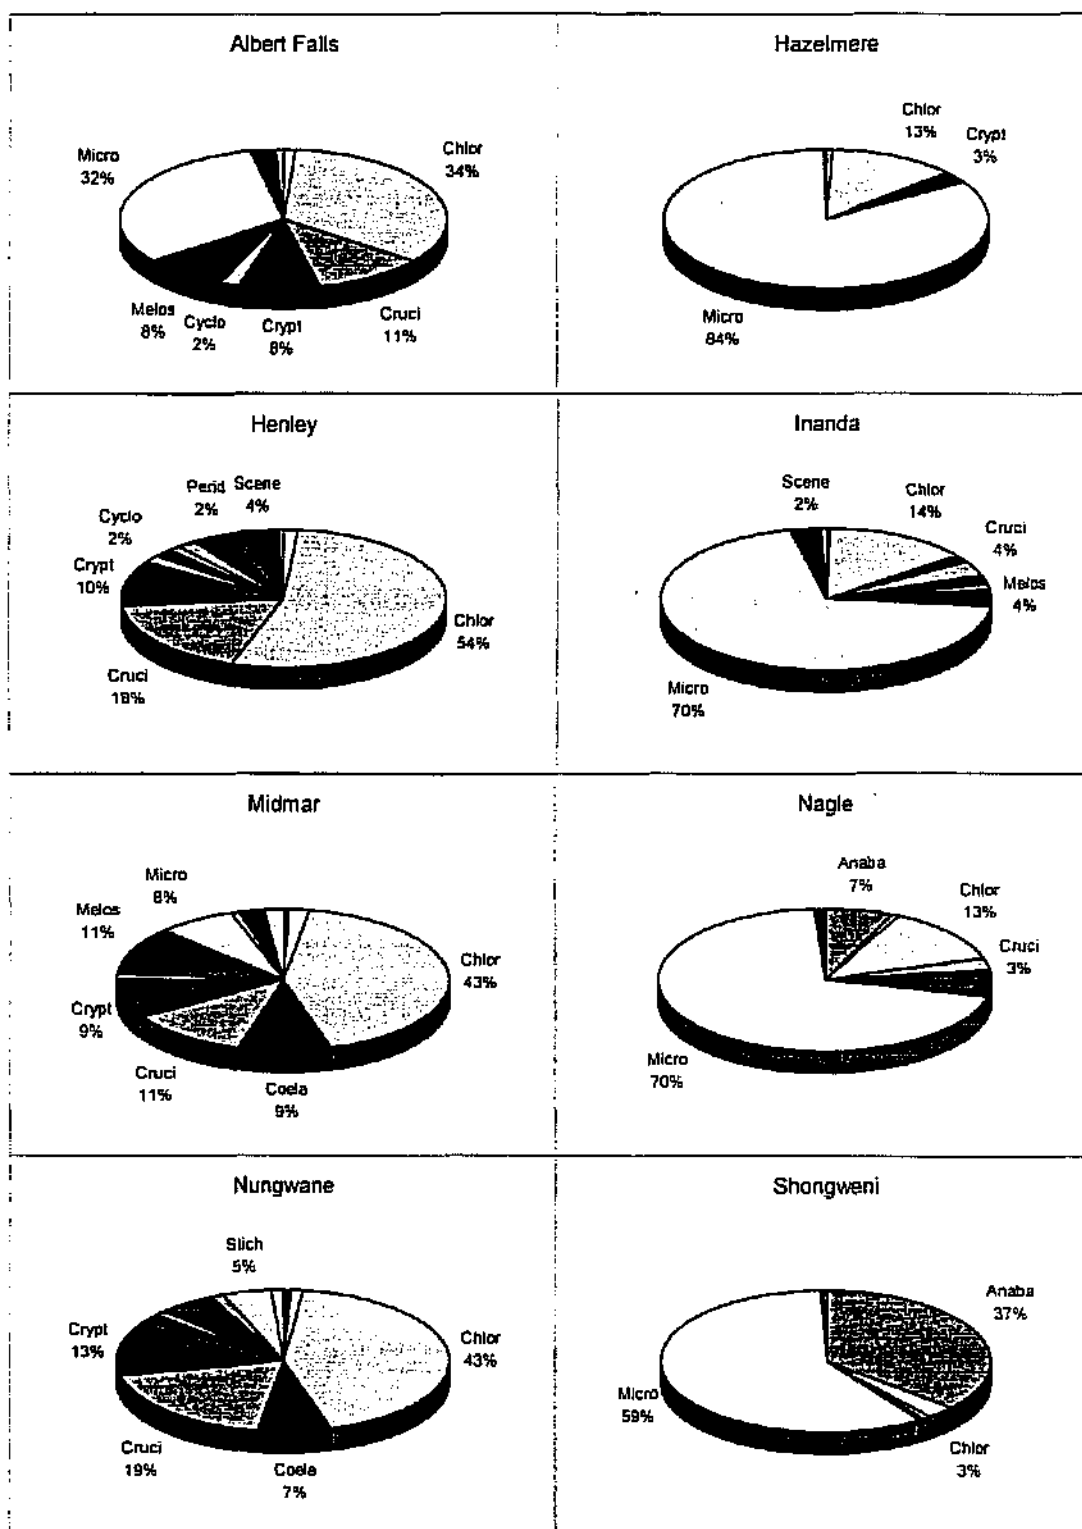 Albert Falls
Micro
32%
Chlor
34%
Melos
8%
Cyclo
2%
Crypt
8%
Cruci
11%
Hazelmere
Chlor
13%
Crypt
3%
Micro
84%
Henley
Perid
2%
Scene
4%
Cyclo
2%
Crypt
10%
Chlor
54%
Cruci
18%
Inanda
Scene
2%
Chlor
14%
Cruci
4%
Melos
4%
Micro
70%
Midmar
Micro
8%
Melos
11%
Chlor
43%
Crypt
9%
Cruci
11%
Coela
9%
Nagle
Anaba
7%
Chlor
13%
Cruci
3%
Micro
70%
Nungwane
Stich
5%
Crypt
13%
Chlor
43%
Cruci
19%
Coela
7%
Shongweni
Anaba
37%
Micro
59%
Chlor
3%